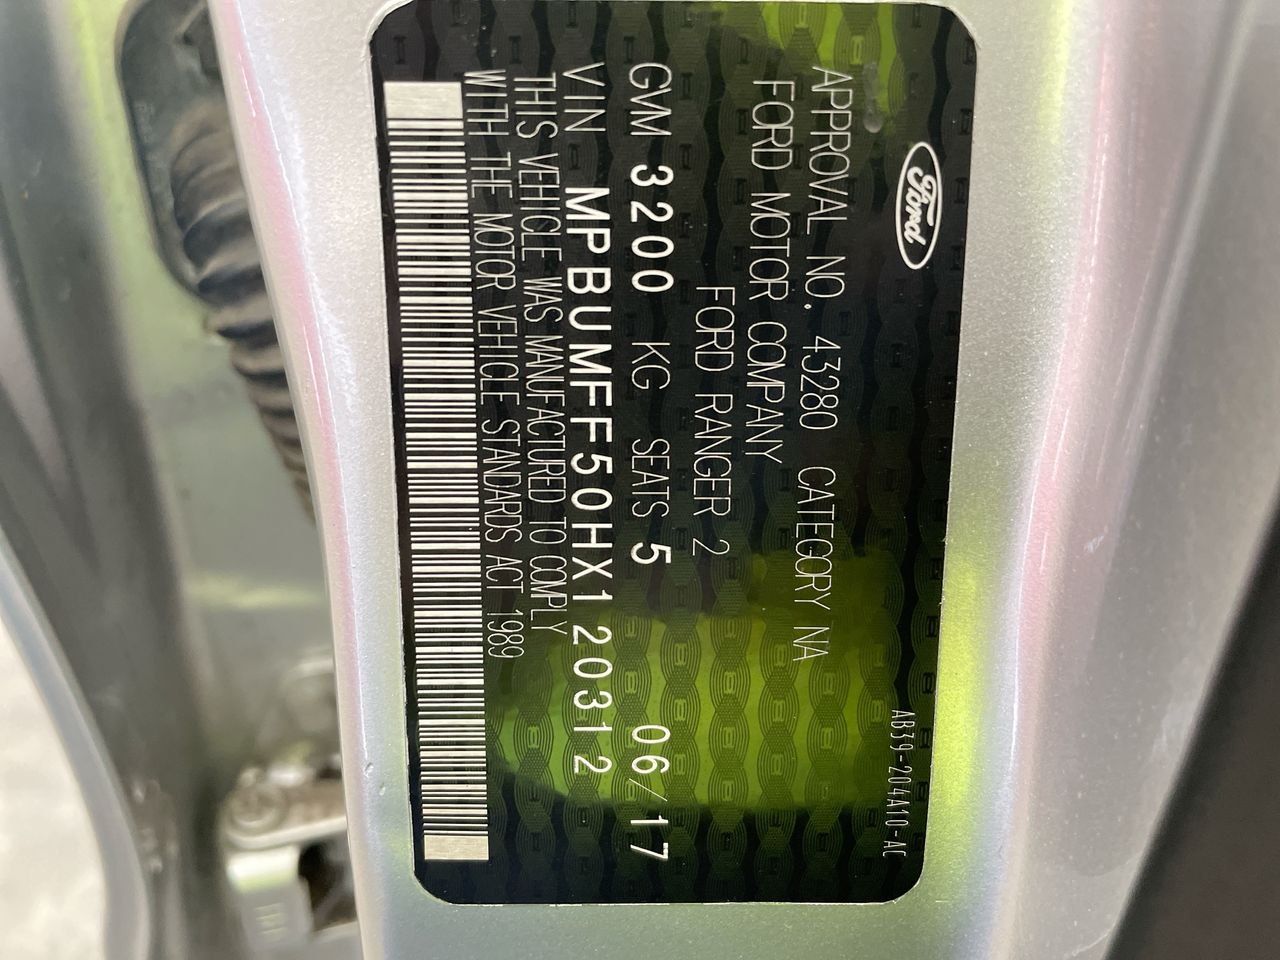 Ford
APPROVAL NO. 43280 CATEGORY NA
FORD MOTOR COMPANY
FORD RANGER 2
GVM 3200 KG SEATS 5 06/17
VIN MPBUMFF50HX120312
THIS VEHICLE WAS MANUFACTURED TO COMPLY
WITH THE MOTOR VEHICLE STANDARDS ACT 1989
AB39-204A10-AC